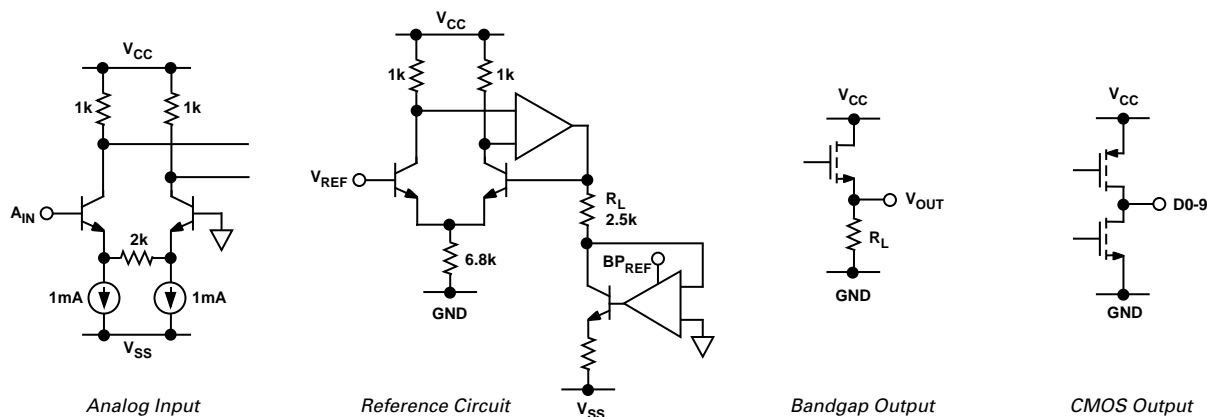 V_CC
1k
1k
A_IN
2k
1mA
1mA
V_SS
Analog Input
V_CC
1k
1k
V_REF
R_L
2.5k
6.8k
GND
BP_REF
V_SS
Reference Circuit
V_CC
V_OUT
R_L
GND
Bandgap Output
V_CC
D0-9
GND
CMOS Output